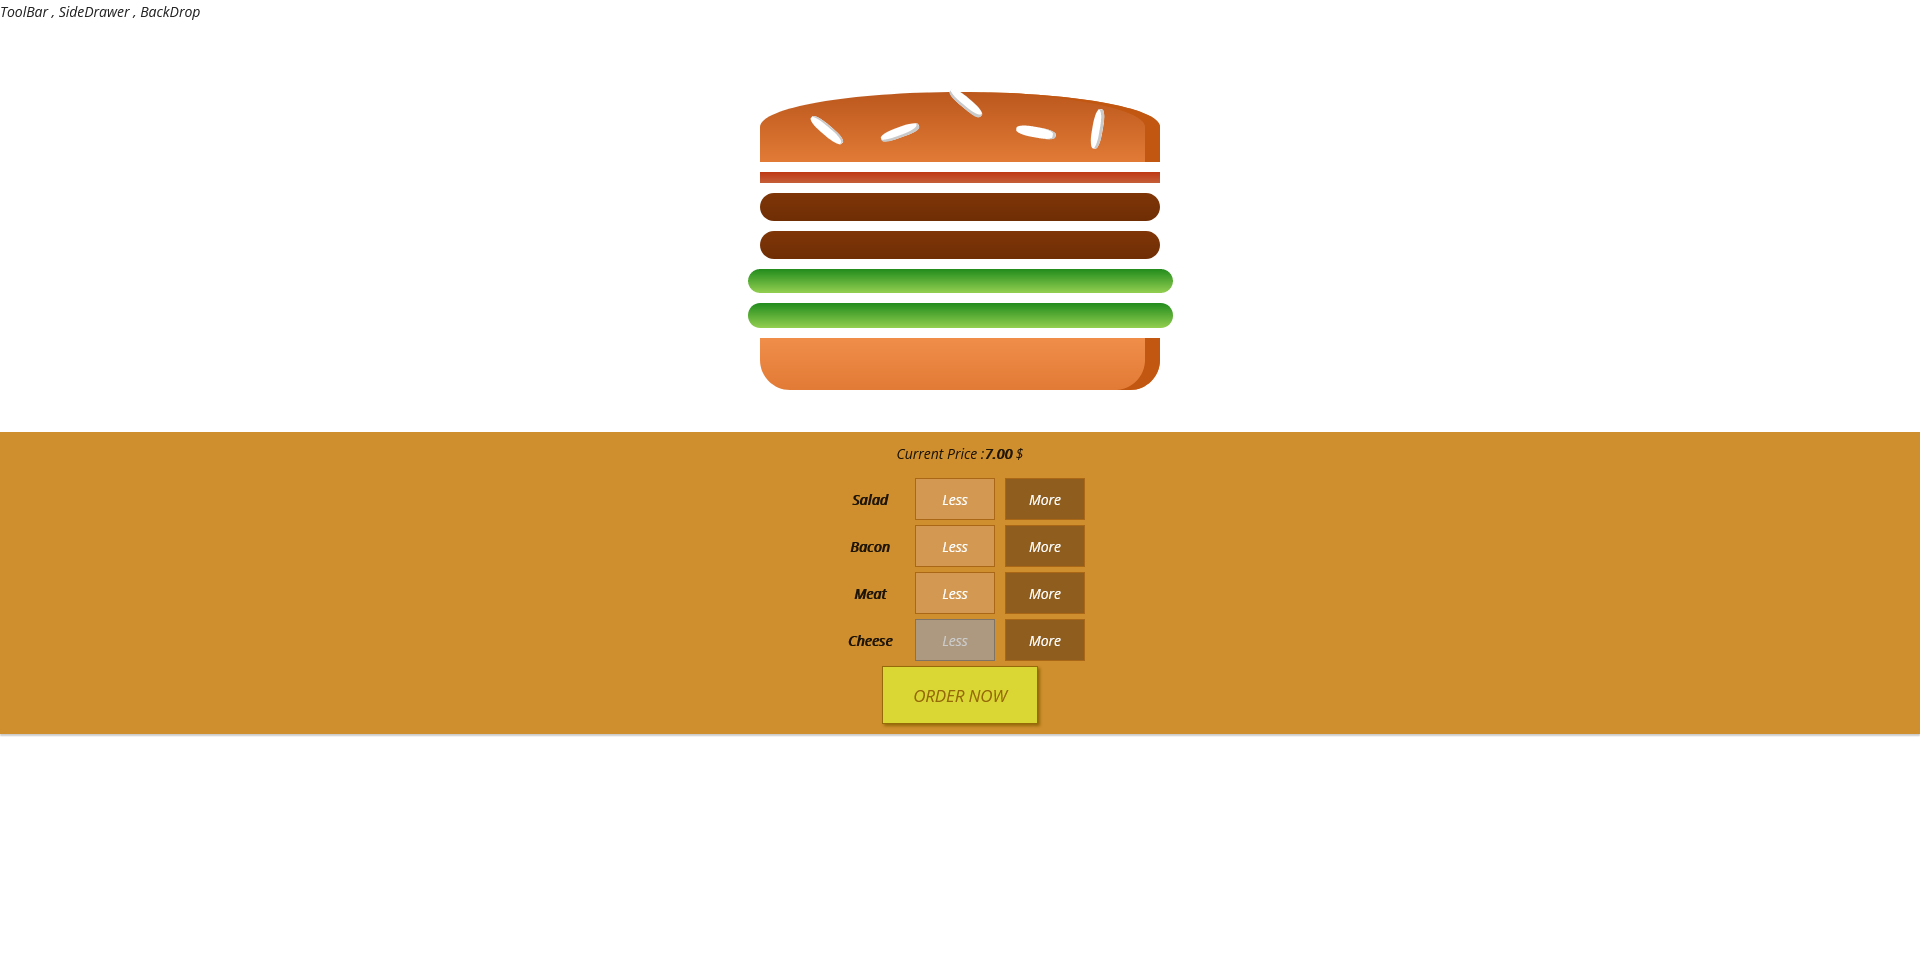 ToolBar , SideDrawer , BackDrop
Current Price :7.00 $
Salad Less More
Bacon Less More
Meat Less More
Cheese Less More
ORDER NOW